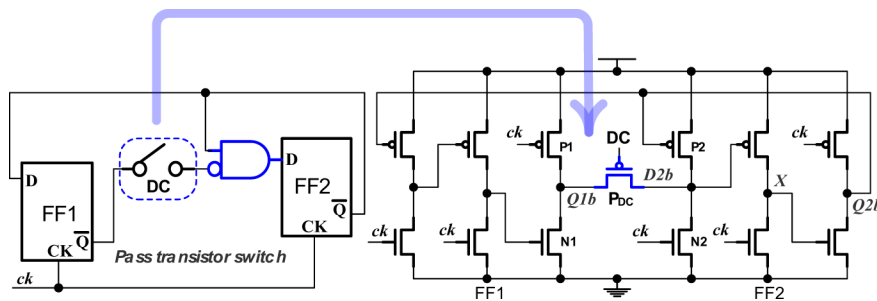 D
FF1
CK
Q
ck
DC
Pass transistor switch
D
FF2
CK
Q
ck
P1
DC
P2
ck
Q1b
PDC
D2b
X
Q2b
ck
ck
N1
ck
N2
ck
ck
FF1
FF2